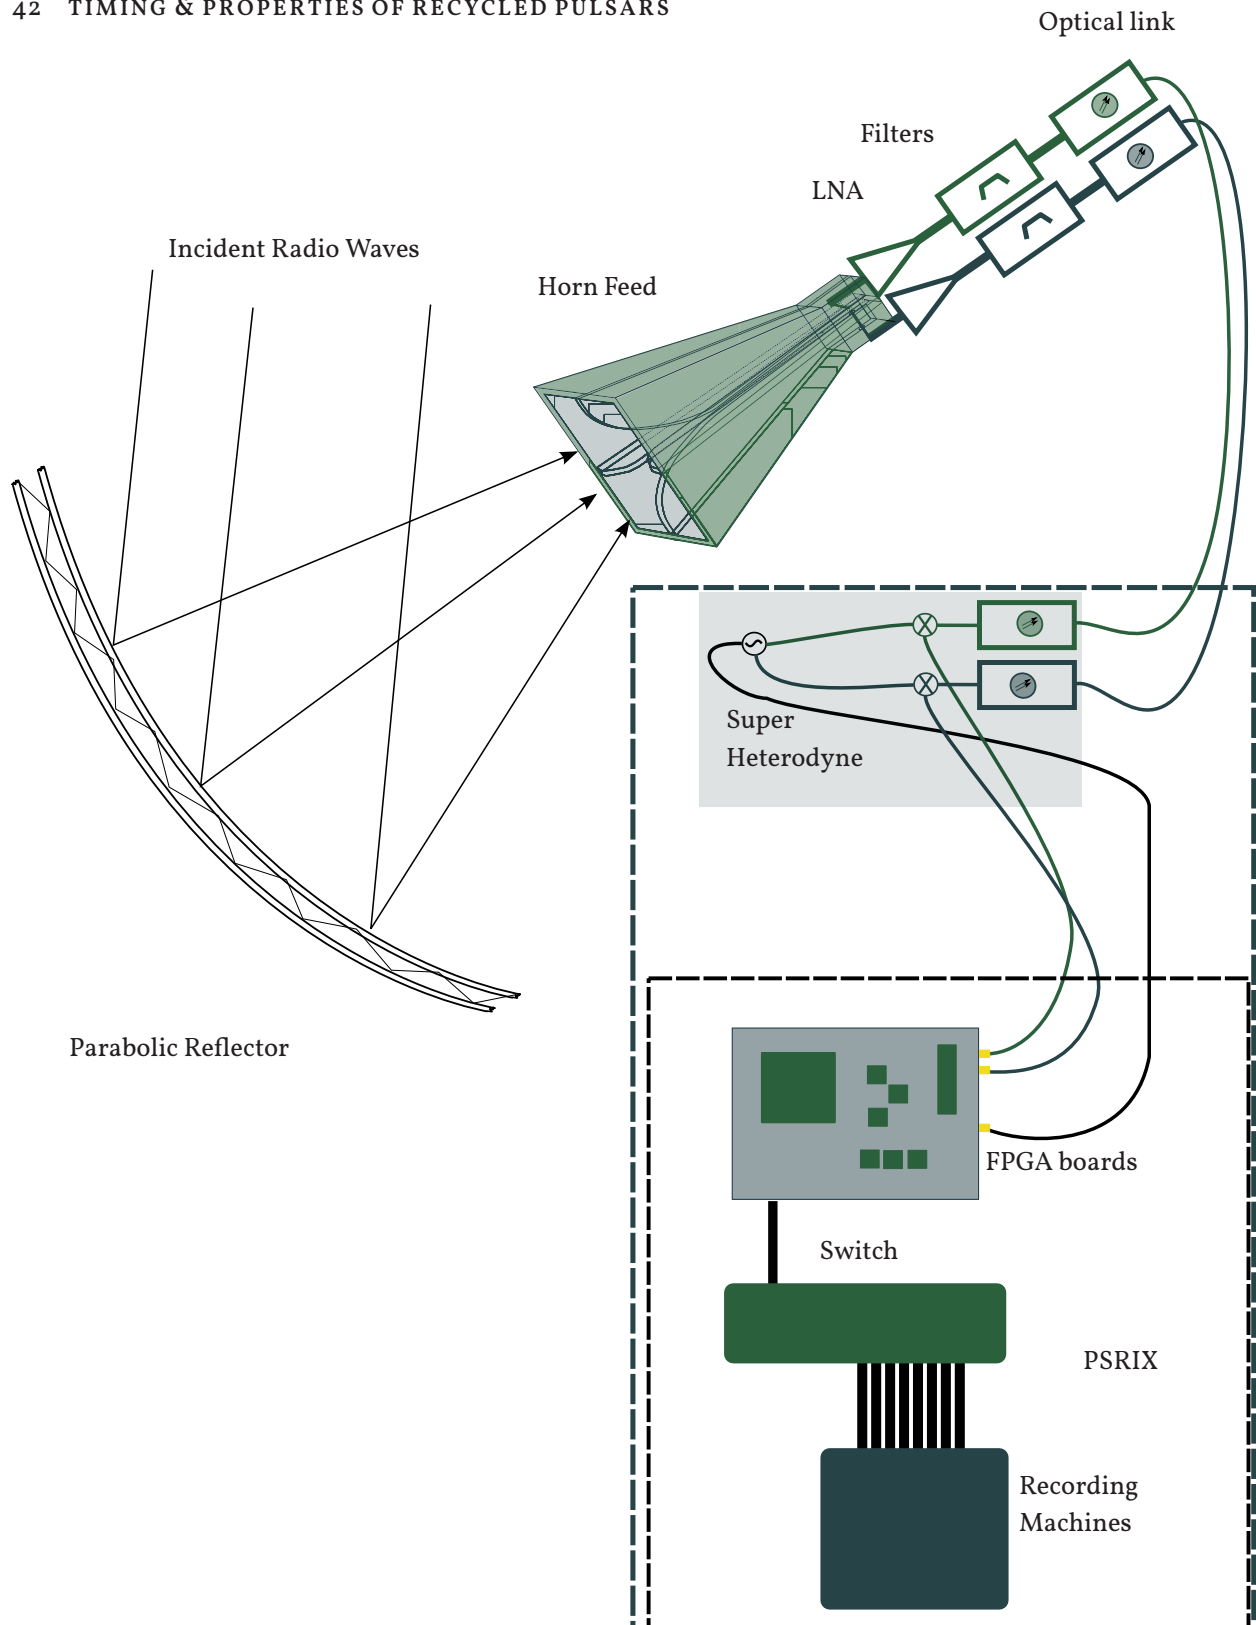 42 TIMING & PROPERTIES OF RECYCLED PULSARS
Optical link
Filters
LNA
Incident Radio Waves
Horn Feed
Super
Heterodyne
Parabolic Reflector
FPGA boards
Switch
PSRIX
Recording
Machines